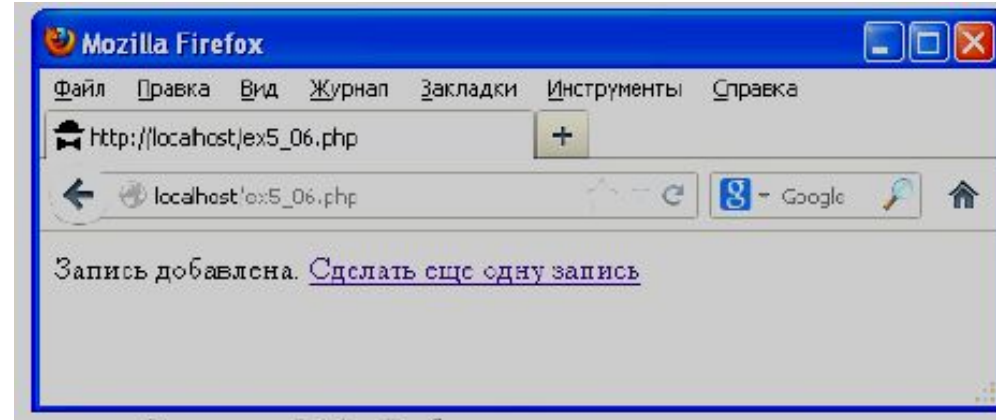 Mozilla Firefox
Файл Правка Вид Журнал Закладки Инструменты Справка
http://localhost/ex5_06.php +
localhost/ex5_06.php Google
Запись добавлена. Сделать еще одну запись